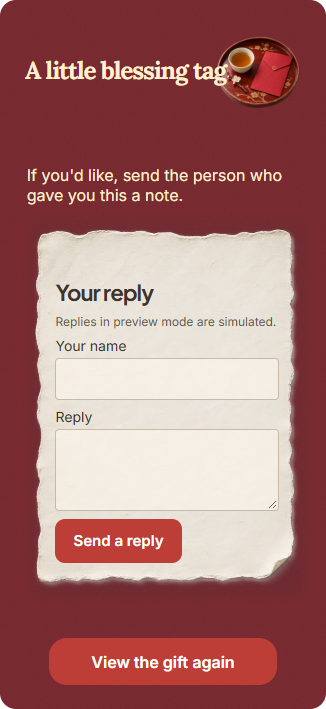 A little blessing tag
If you'd like, send the person who
gave you this a note.
Your reply
Replies in preview mode are simulated.
Your name
Reply
Send a reply
View the gift again